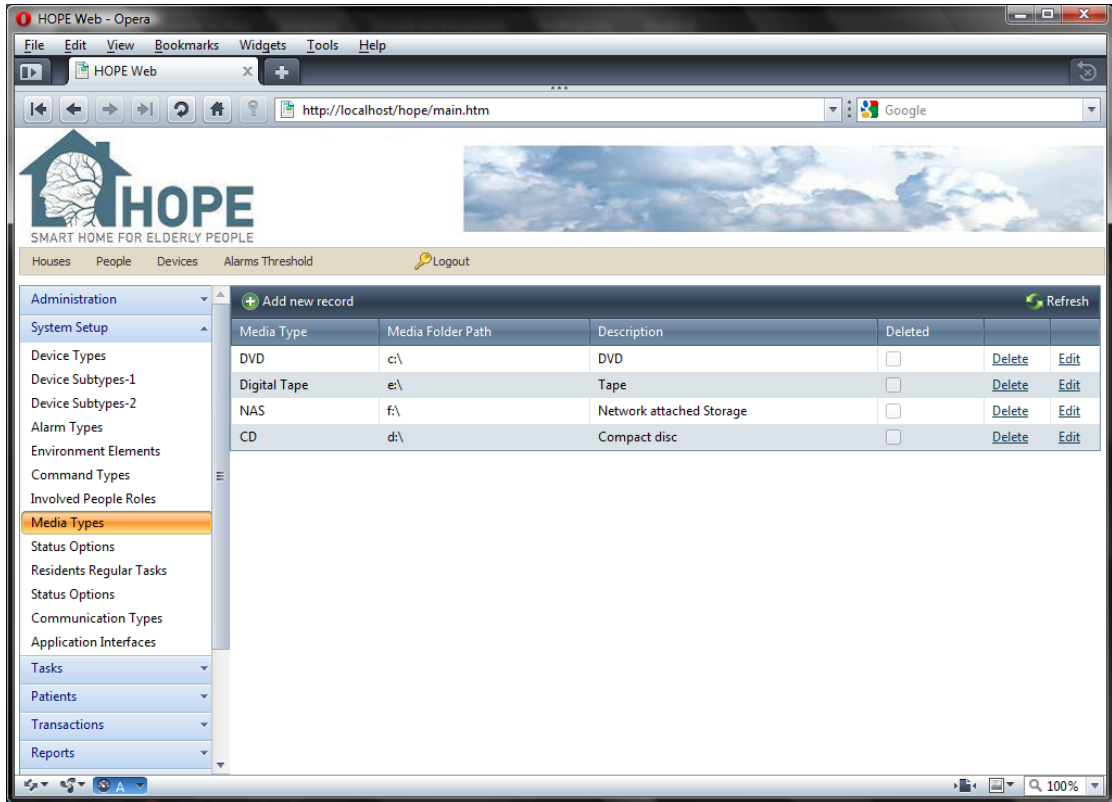 HOPE Web - Opera
File Edit View Bookmarks Widgets Tools Help
HOPE Web
http://localhost/hope/main.htm
Google
HOPE
SMART HOME FOR ELDERLY PEOPLE
Houses People Devices Alarms Threshold Logout
Administration
System Setup
Device Types
Device Subtypes-1
Device Subtypes-2
Alarm Types
Environment Elements
Command Types
Involved People Roles
Media Types
Status Options
Residents Regular Tasks
Status Options
Communication Types
Application Interfaces
Tasks
Patients
Transactions
Reports
Add new record Refresh
Media Type Media Folder Path Description Deleted
DVD c:\ DVD Delete Edit
Digital Tape e:\ Tape Delete Edit
NAS f:\ Network attached Storage Delete Edit
CD d:\ Compact disc Delete Edit
A 100%